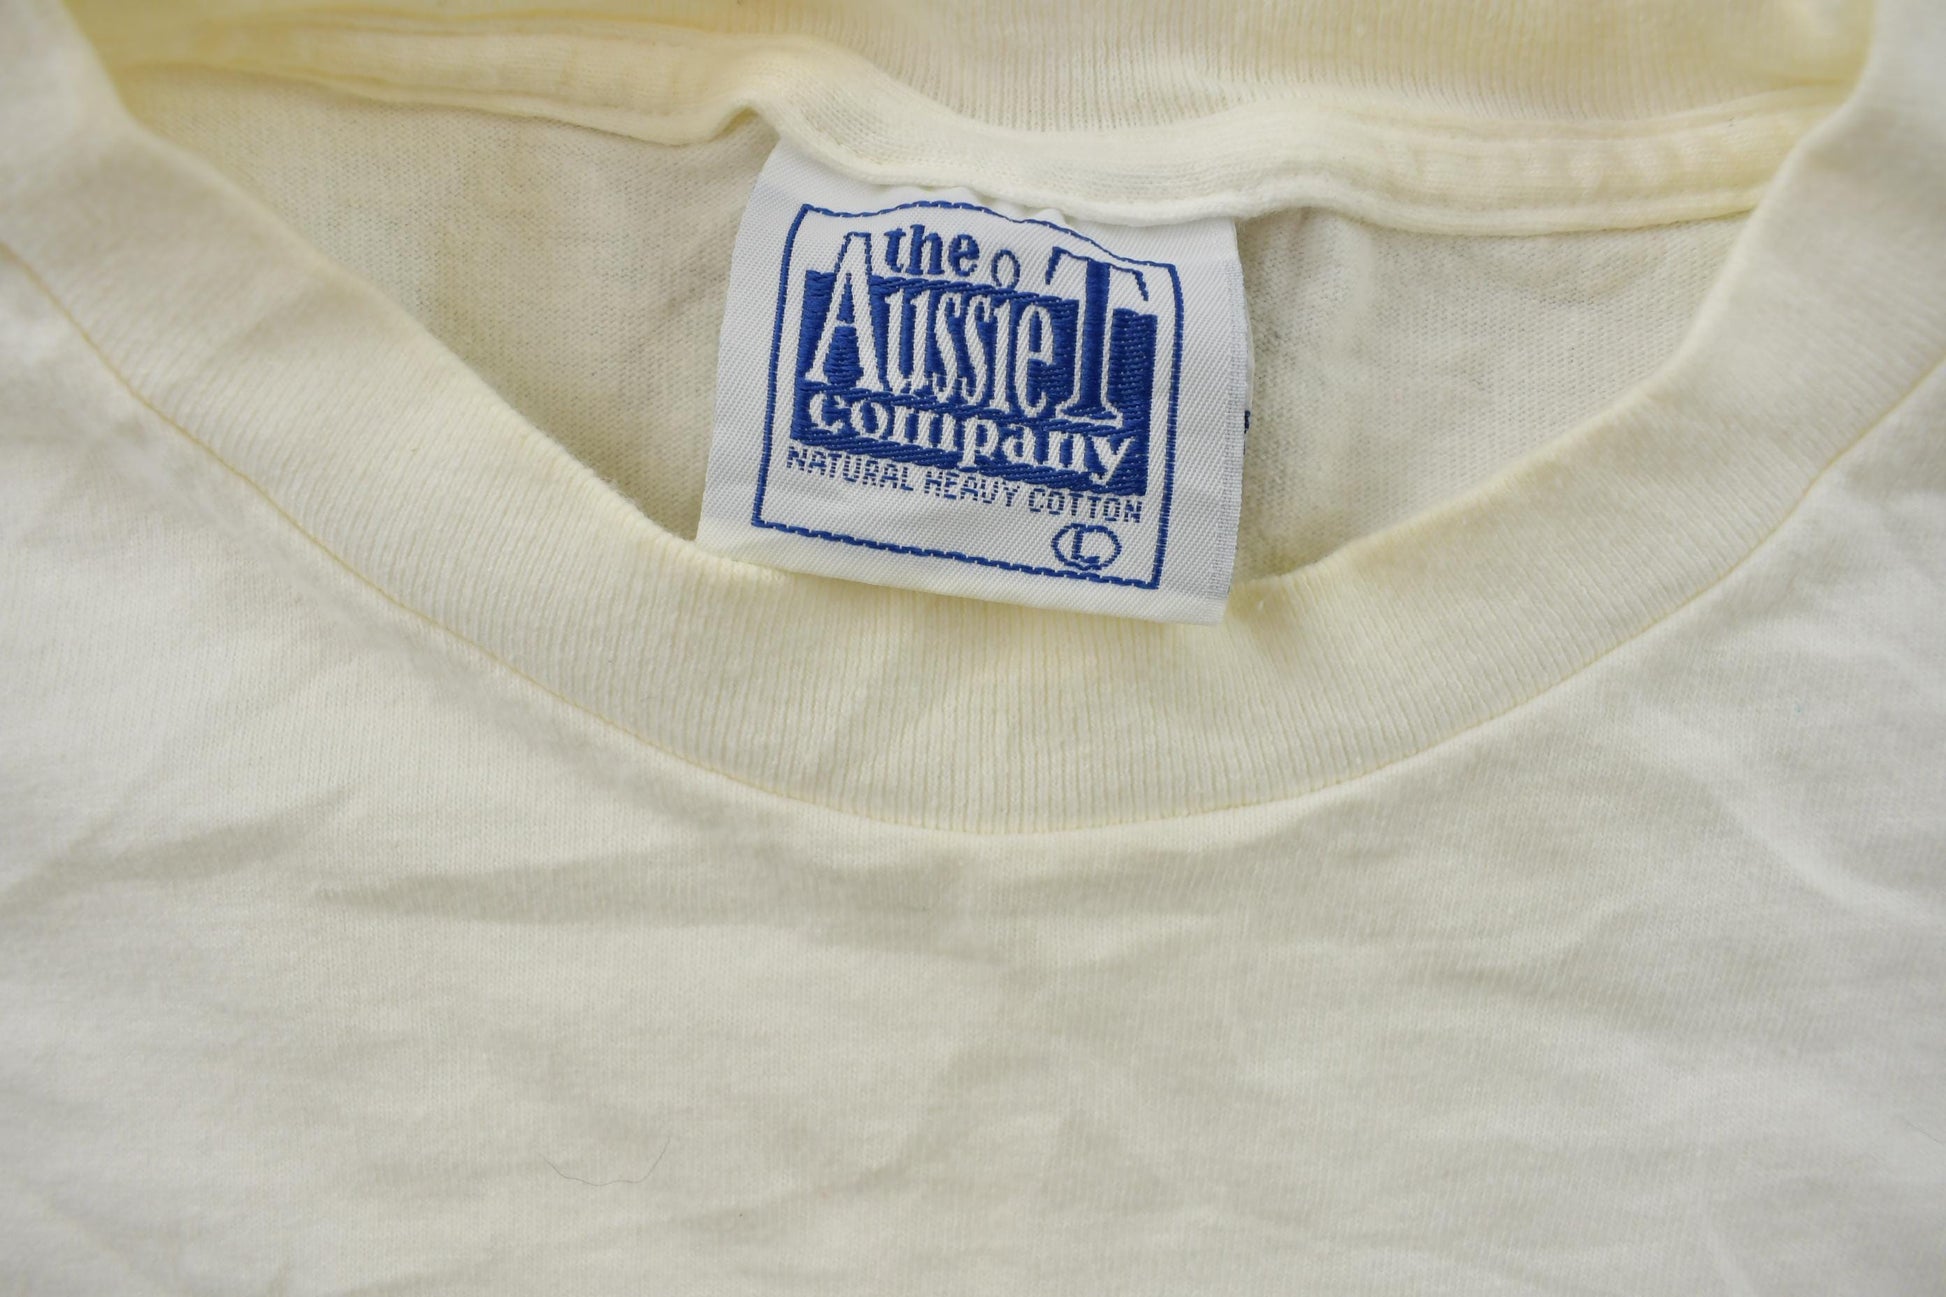 the
Aussie T
company
NATURAL HEAVY COTTON
L